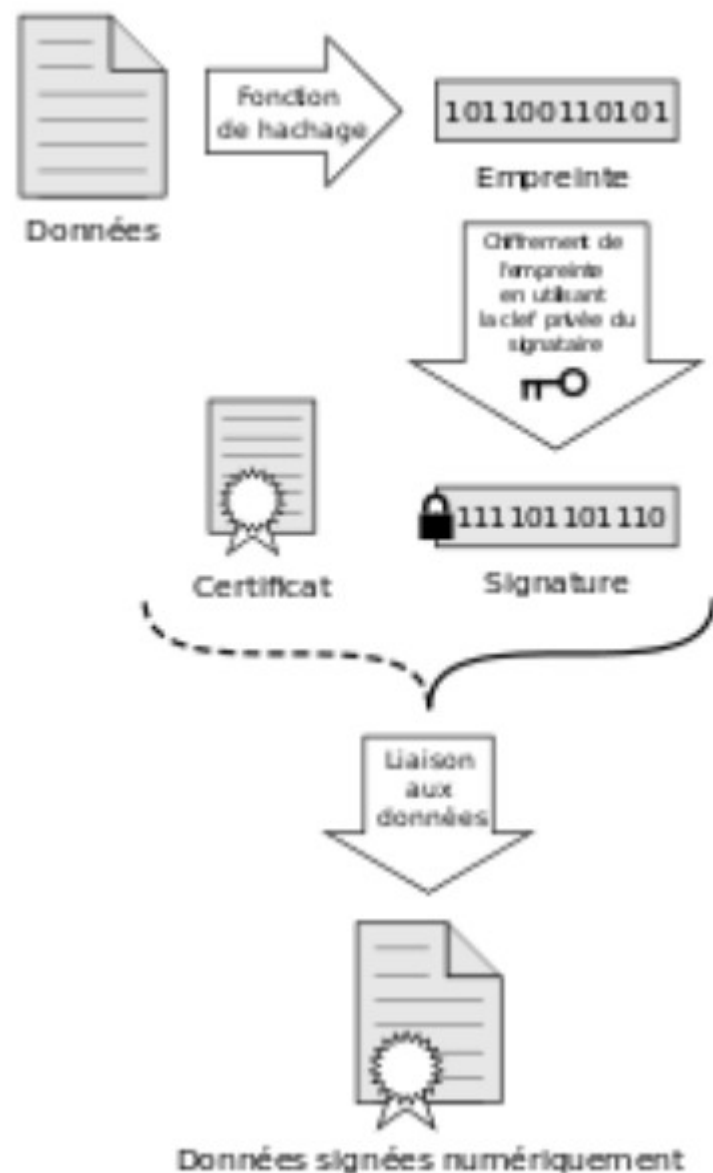 Fonction
de hachage
101100110101
Empreinte
Données
Chiffrement de
l'empreinte
en utilisant
la clef privée du
signataire
111101101110
Certificat
Signature
Liaison
aux
données
Données signées numériquement